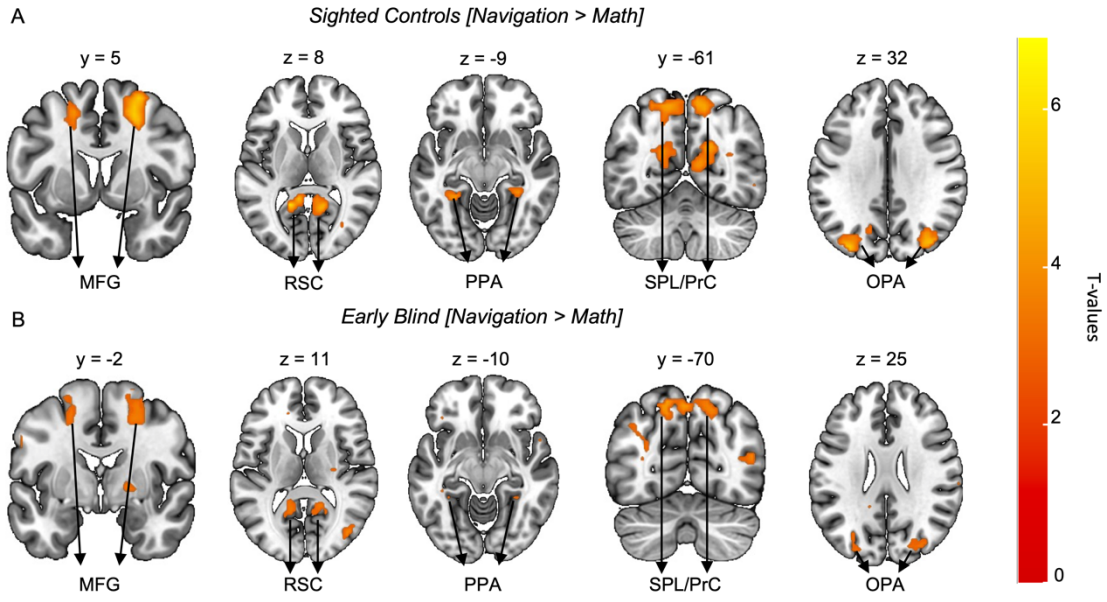 A
Sighted Controls [Navigation > Math]
y = 5
z = 8
z = -9
y = -61
z = 32
MFG
RSC
PPA
SPL/PrC
OPA
B
Early Blind [Navigation > Math]
y = -2
z = 11
z = -10
y = -70
z = 25
MFG
RSC
PPA
SPL/PrC
OPA
6
4
2
0
T-values